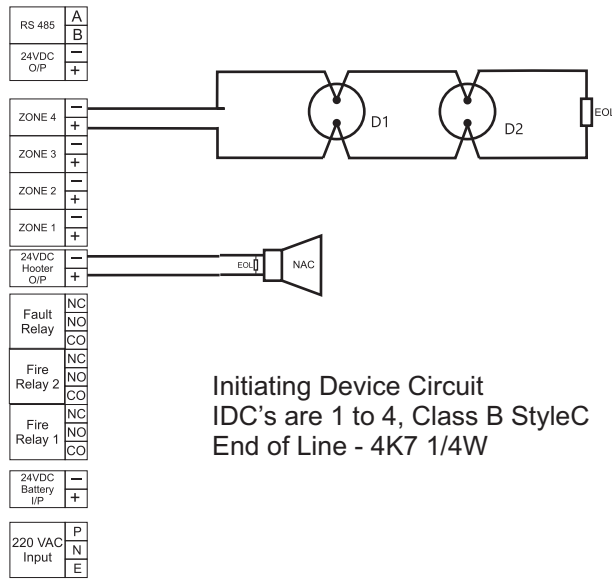 RS 485
A
B
24VDC
O/P
−
+
ZONE 4
−
+
ZONE 3
−
+
ZONE 2
−
+
ZONE 1
−
+
24VDC
Hooter
O/P
−
+
Fault
Relay
NC
NO
CO
Fire
Relay 2
NC
NO
CO
Fire
Relay 1
NC
NO
CO
24VDC
Battery
I/P
−
+
220 VAC
Input
P
N
E
D1
D2
EOL
EOL
NAC
Initiating Device Circuit
IDC's are 1 to 4, Class B StyleC
End of Line - 4K7 1/4W